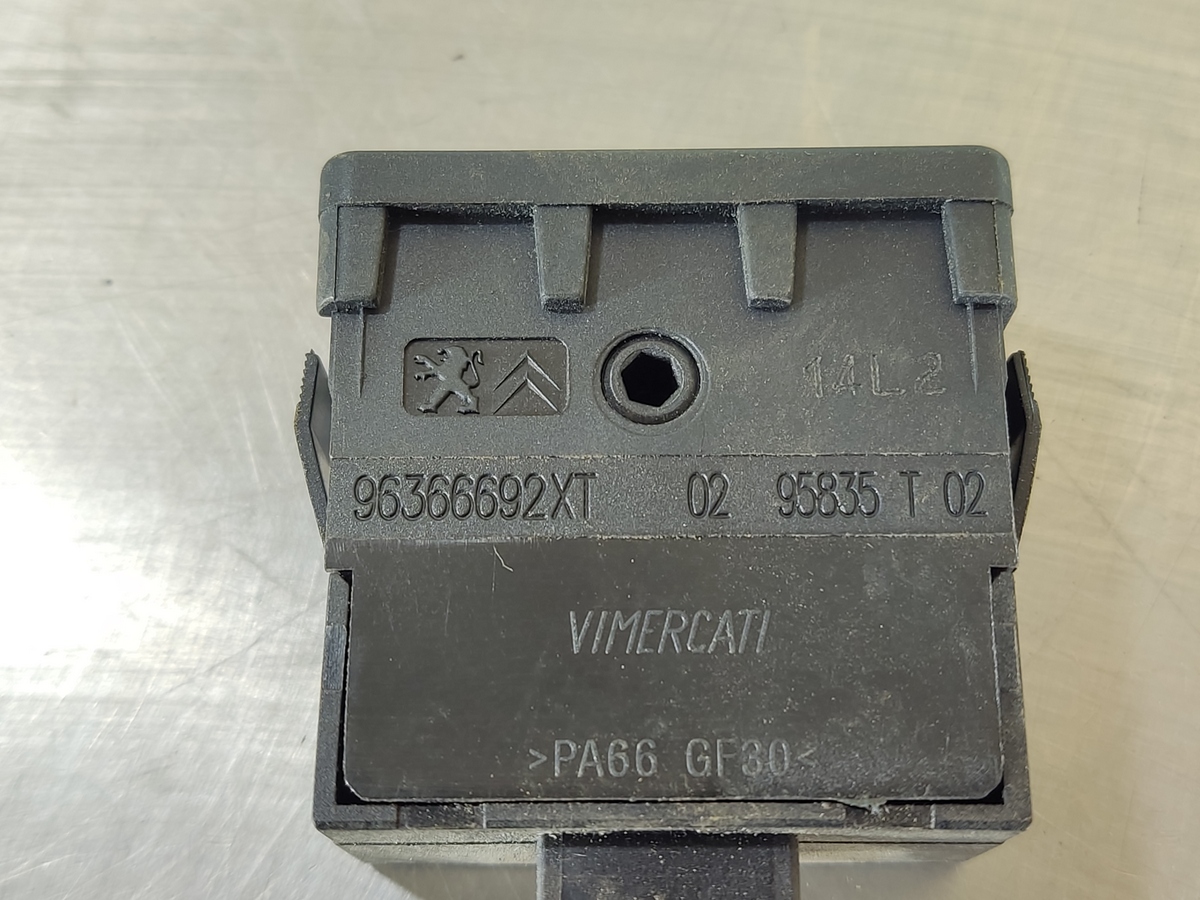 14L2
96366692XT 02 95835 T 02
VIMERCATI
>PA66 GF30<